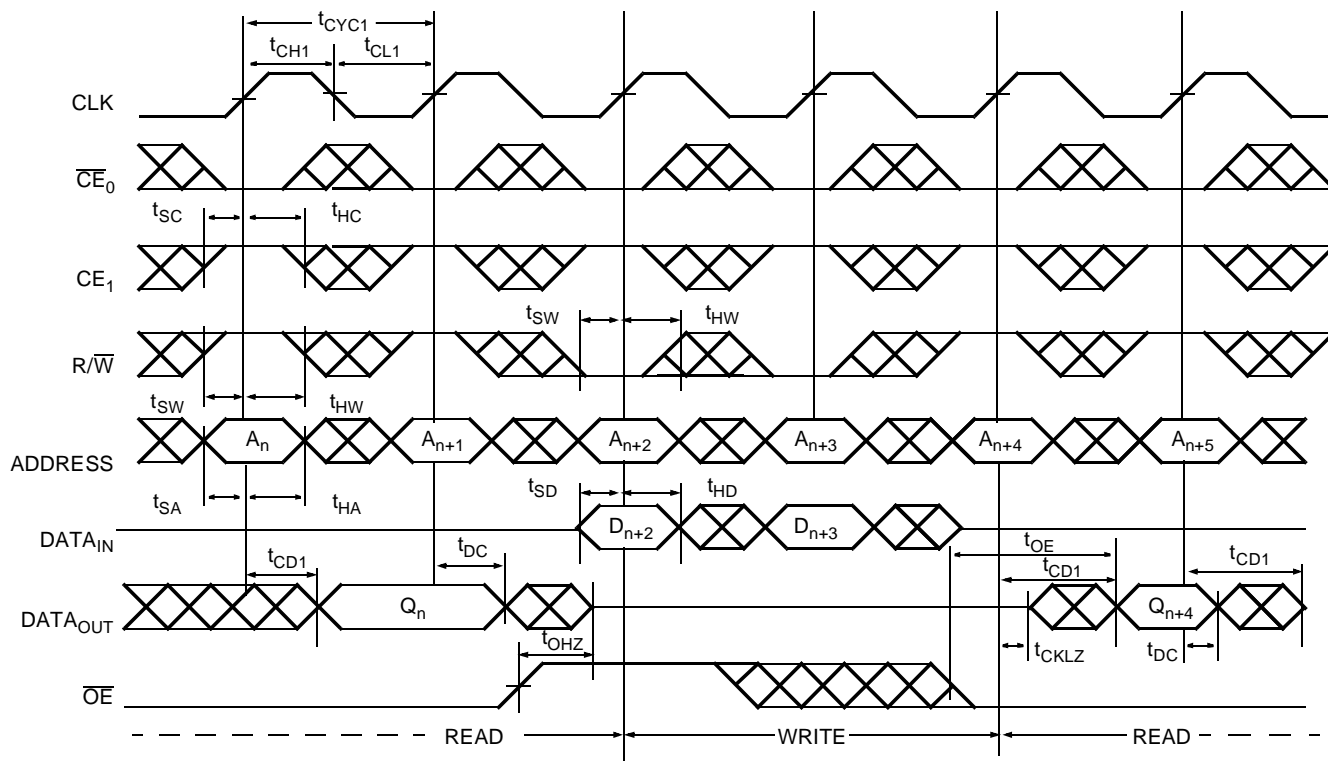 tCYC1
tCH1 tCL1
CLK
CE0
tSC tHC
CE1
tSW tHW
R/W
tSW tHW
An An+1 An+2 An+3 An+4 An+5
ADDRESS
tSA tHA tSD tHD
Dn+2 Dn+3
DATAIN
tOE
tCD1 tDC tCD1 tCD1
Qn Qn+4
DATAOUT
tOHZ tCKLZ tDC
OE
READ WRITE READ